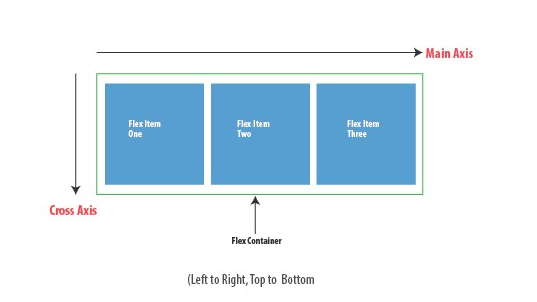 Main Axis
Flex Item
One
Flex Item
Two
Flex Item
Three
Cross Axis
Flex Container
(Left to Right, Top to Bottom